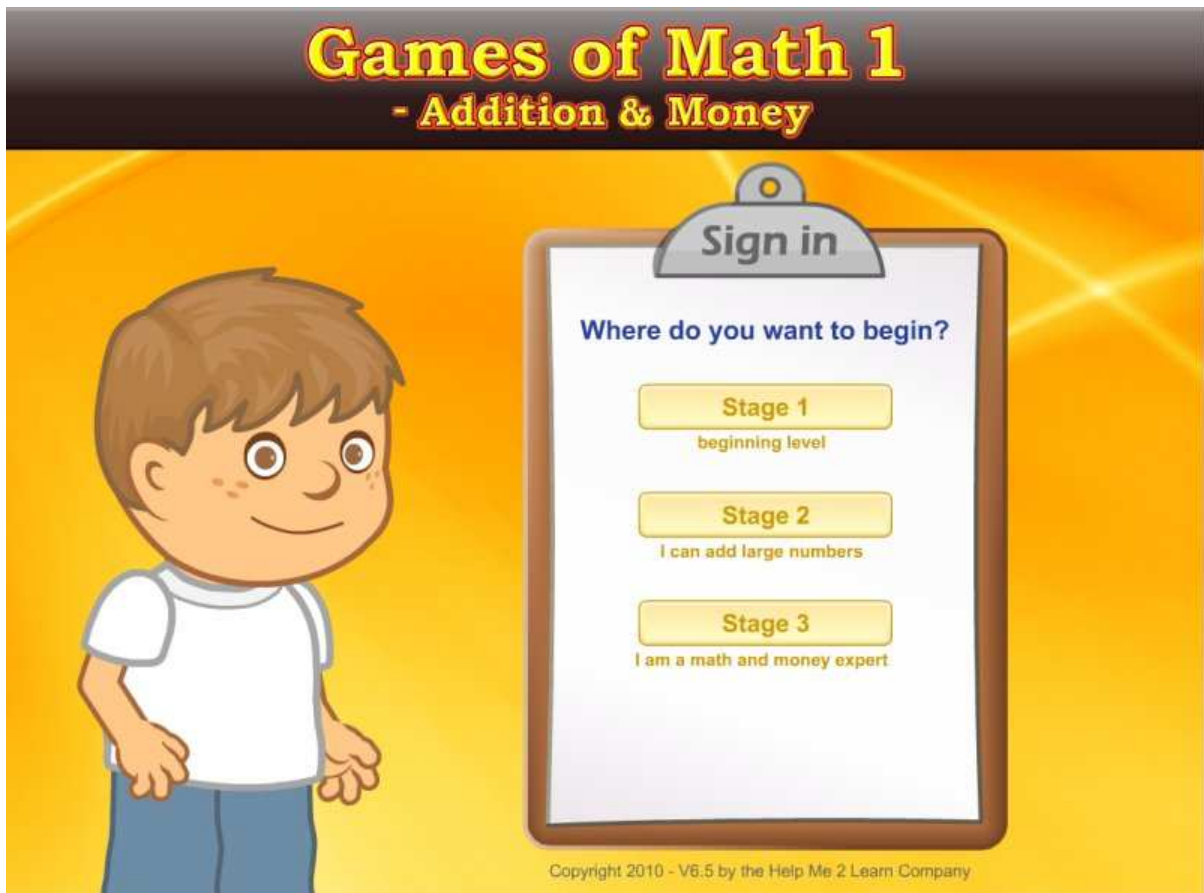 Games of Math 1
- Addition & Money
Sign in
Where do you want to begin?
Stage 1
beginning level
Stage 2
I can add large numbers
Stage 3
I am a math and money expert
Copyright 2010 - V6.5 by the Help Me 2 Learn Company